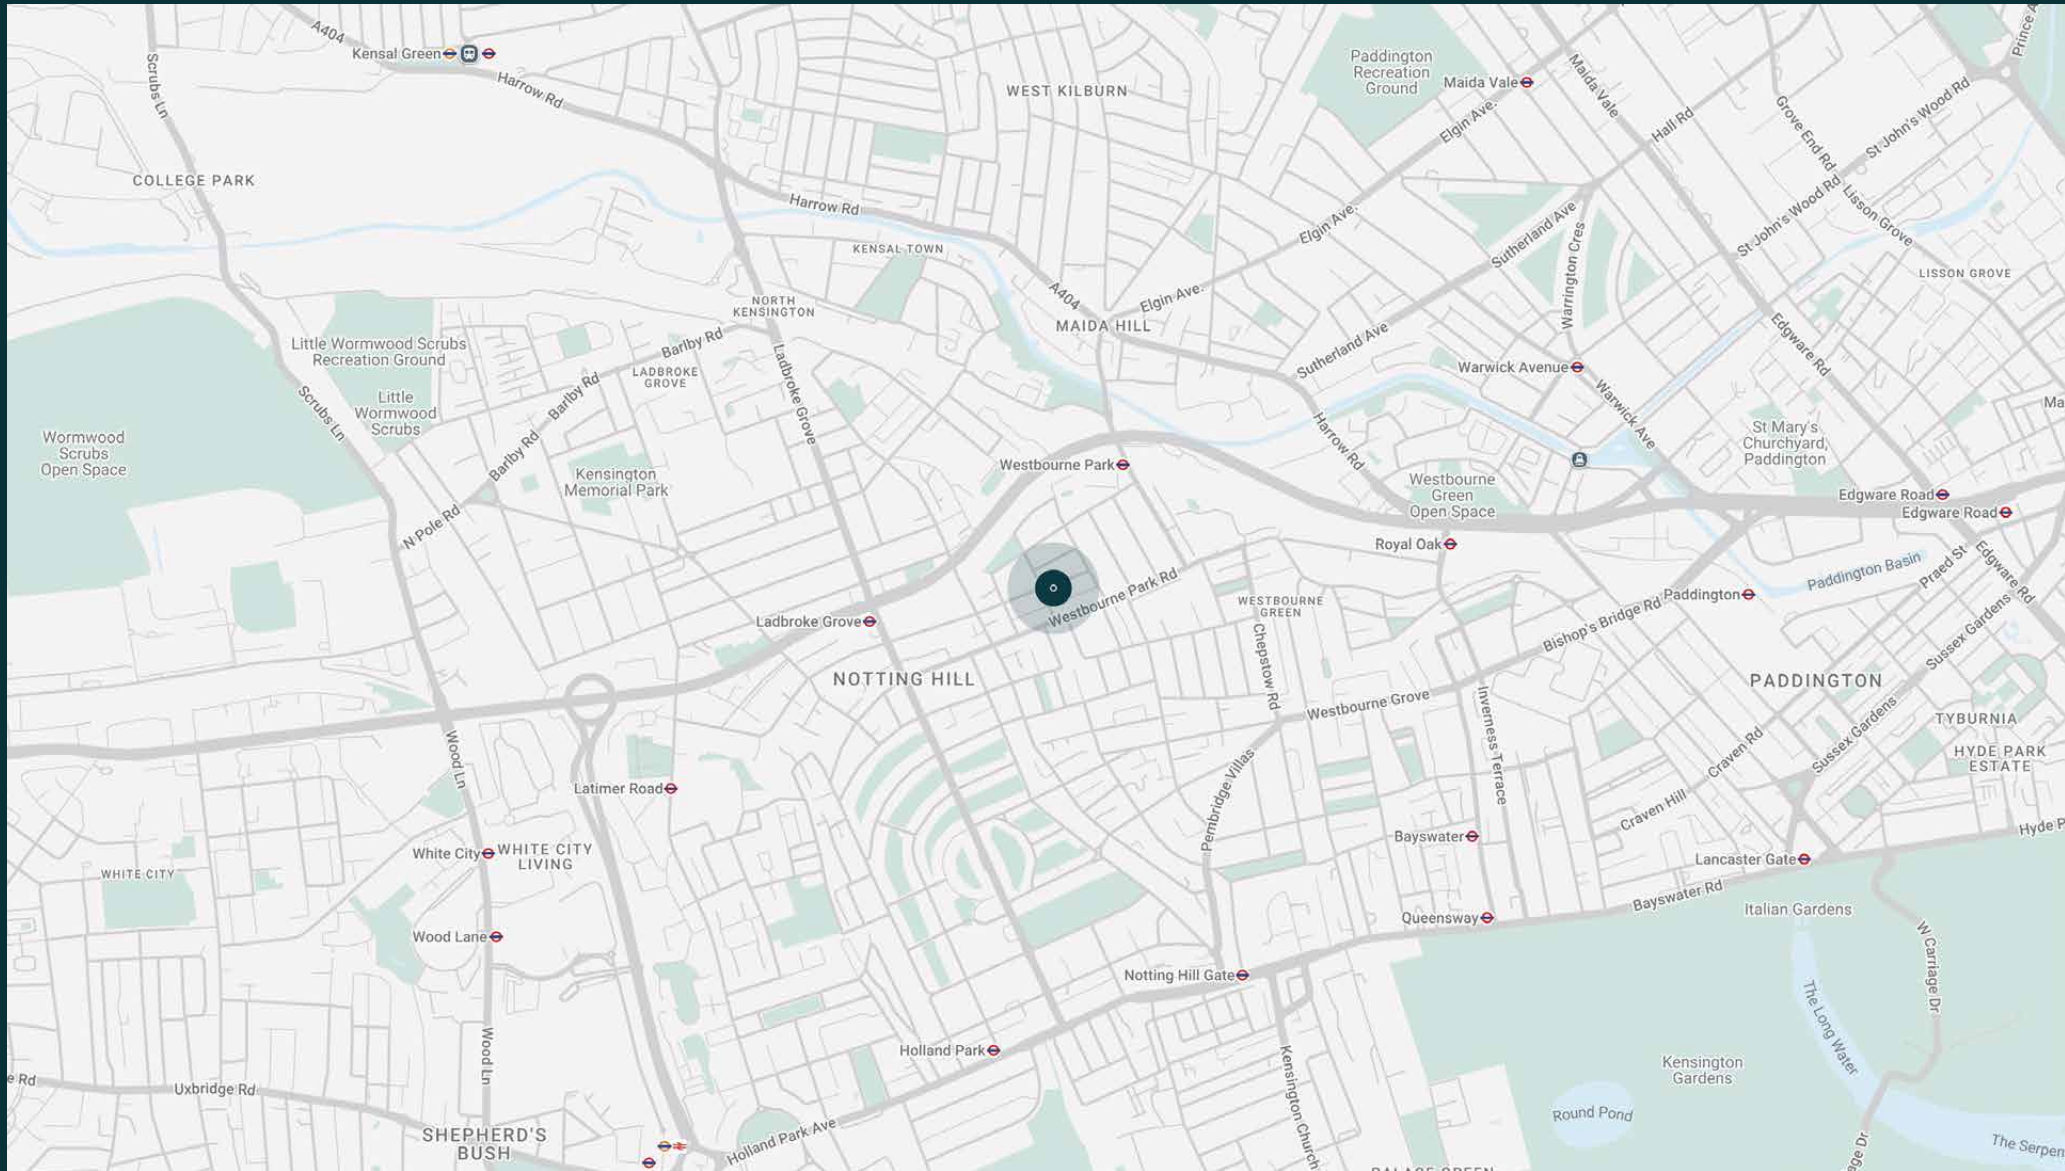 A404
Scrubs Ln
Kensal Green
Harrow Rd
WEST KILBURN
Paddington
Recreation
Ground
Maida Vale
Maida Vale
Elgin Ave.
Hall Rd
Grove End Rd
St John's Wood Rd
COLLEGE PARK
Harrow Rd
KENSAL TOWN
Elgin Ave.
Sutherland Ave
Warrington Cres
St John's Wood Rd
Lisson Grove
LISSON GROVE
A404
Elgin Ave.
MAIDA HILL
NORTH
KENSINGTON
Little Wormwood Scrubs
Recreation Ground
Barlby Rd
LADBROKE
GROVE
Ladbroke Grove
Sutherland Ave
Warwick Avenue
Edgware Rd
Little
Wormwood
Scrubs
Scrubs Ln
Barlby Rd
Barlby Rd
Wormwood
Scrubs
Open Space
Kensington
Memorial Park
Westbourne Park
Harrow Rd
Warwick Ave
Ma
St Mary's
Churchyard,
Paddington
Westbourne
Green
Open Space
Edgware Road
Edgware Road
N Pole Rd
Royal Oak
Praed St
Edgware Rd
Paddington Basin
Paddington
Westbourne Park Rd
WESTBOURNE
GREEN
Bishop's Bridge Rd
Sussex Gardens
Ladbroke Grove
Chepstow Rd
NOTTING HILL
Westbourne Grove
Inverness Terrace
PADDINGTON
TYBURNIA
HYDE PARK
ESTATE
Sussex Gardens
Craven Rd
Wood Ln
Latimer Road
Pembridge Villas
Craven Hill
Bayswater
Hyde P
White City
WHITE CITY
LIVING
WHITE CITY
Lancaster Gate
Bayswater Rd
Queensway
Italian Gardens
Wood Lane
W Carriage Dr
Notting Hill Gate
The Long Water
Holland Park
Kensington
Gardens
Wood Ln
Kensington Church
e Rd
Uxbridge Rd
Round Pond
Holland Park Ave
SHEPHERD'S
BUSH
The Serpen
age Dr